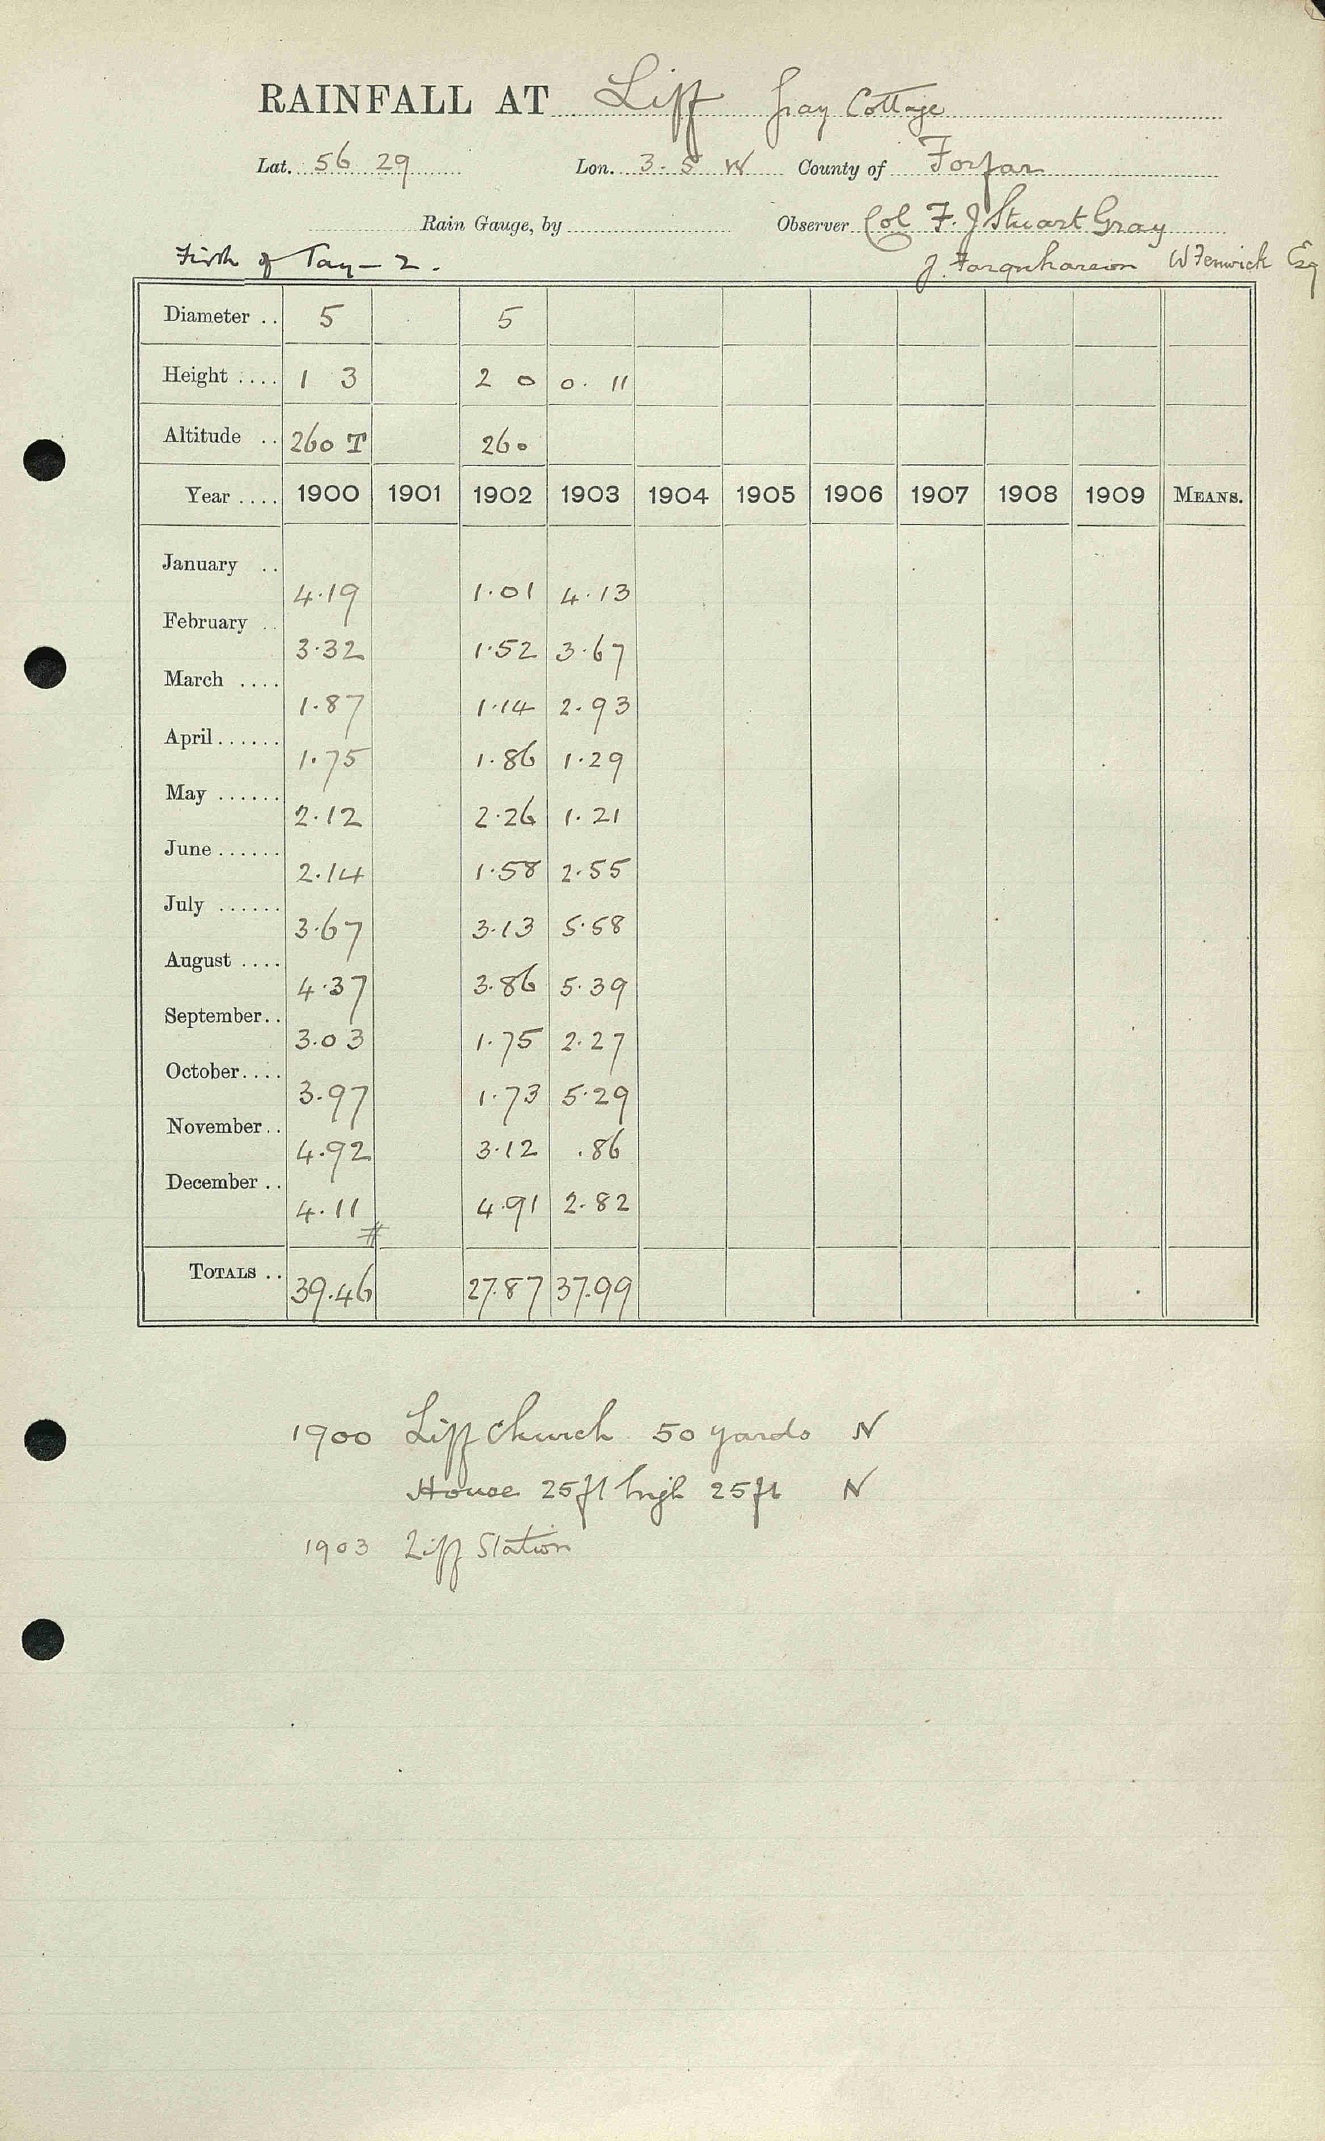 RAINFALL AT Liff Gray Cottage
Lat. 56 29 Lon. 3. 5 W County of Forfar
Rain Gauge, by Observer Col F. J Stuart Gray
Firth of Tay - 2. J. Farquharson W Fenwick Esq
Diameter .. 5 5
Height .... 1 3 2 0 0. 11
Altitude .. 260 T 260
Year .... 1900 1901 1902 1903 1904 1905 1906 1907 1908 1909 MEANS.
January .. 4.19 1.01 4.13
February .. 3.32 1.52 3.67
March .... 1.87 1.14 2.93
April ...... 1.75 1.86 1.29
May ...... 2.12 2.26 1.21
June ...... 2.14 1.58 2.55
July ...... 3.67 3.13 5.58
August .... 4.37 3.86 5.39
September .. 3.03 1.75 2.27
October .... 3.97 1.73 5.29
November .. 4.92 3.12 .86
December .. 4.11 4.91 2.82
#
TOTALS .. 39.46 27.87 37.99
1900 Liff Church 50 yards N
House 25 ft high 25 ft N
1903 Liff Station